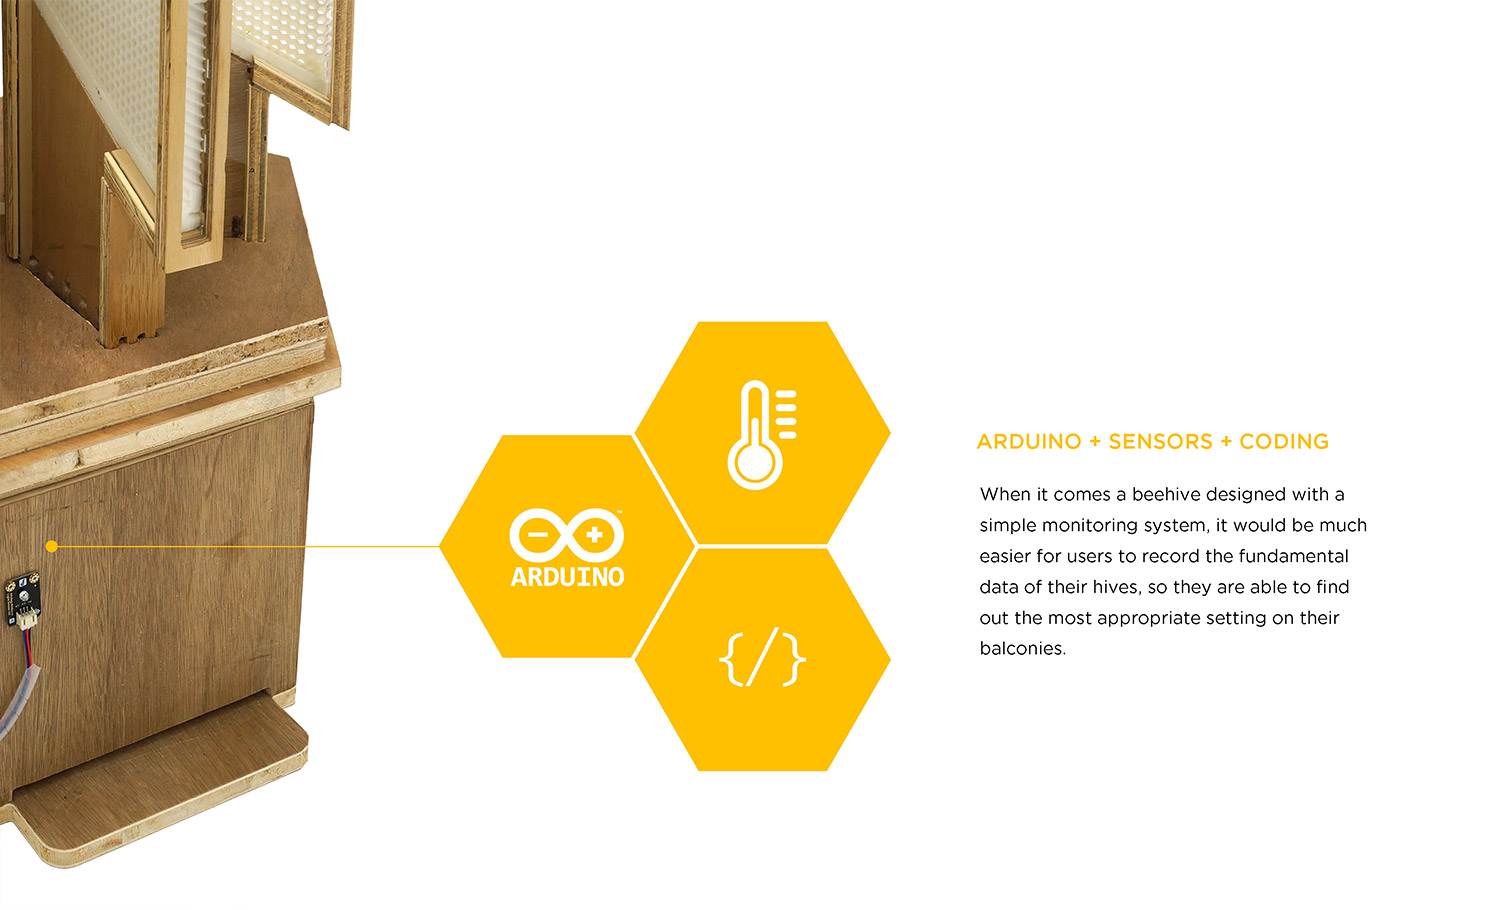 ARDUINO
ARDUINO + SENSORS + CODING
When it comes a beehive designed with a
simple monitoring system, it would be much
easier for users to record the fundamental
data of their hives, so they are able to find
out the most appropriate setting on their
balconies.